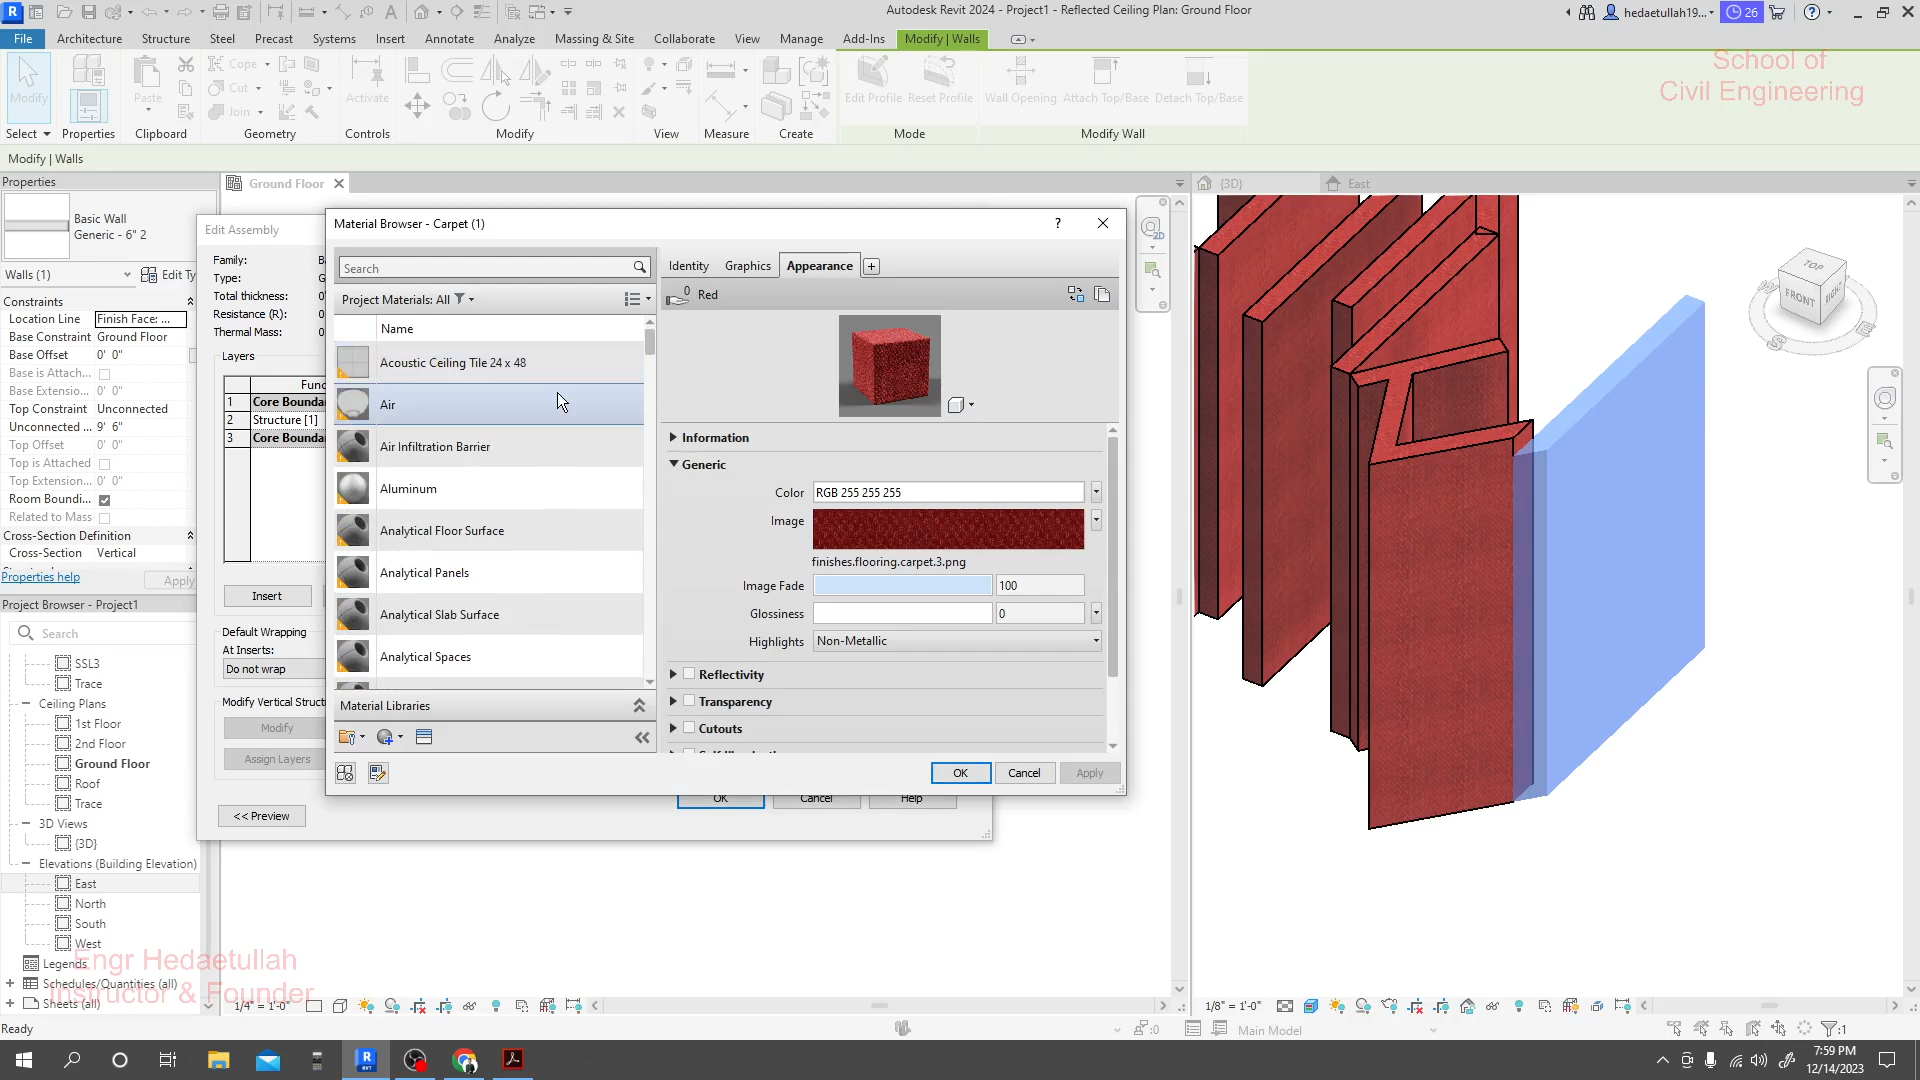 Autodesk Revit 2024 - Project1 - Reflected Ceiling Plan: Ground Floor
hedaetullah19...
26
File Architecture Structure Steel Precast Systems Insert Annotate Analyze Massing & Site Collaborate View Manage Add-Ins Modify | Walls
School of
Civil Engineering
Modify
Paste
Cope
Cut
Join
Activate
Edit Profile Reset Profile Wall Opening Attach Top/Base Detach Top/Base
Select Properties Clipboard Geometry Controls Modify View Measure Create Mode Modify Wall
Modify | Walls
Properties
Basic Wall
Generic - 6" 2
Walls (1)
Edit Ty
Constraints
Location Line Finish Face: ...
Base Constraint Ground Floor
Base Offset 0' 0"
Base is Attach...
Base Extensio... 0' 0"
Top Constraint Unconnected
Unconnected ... 9' 6"
Top Offset 0' 0"
Top is Attached
Top Extension... 0' 0"
Room Boundi...
Related to Mass
Cross-Section Definition
Cross-Section Vertical
Properties help
Apply
Project Browser - Project1
Search
SSL3
Trace
Ceiling Plans
1st Floor
2nd Floor
Ground Floor
Roof
Trace
3D Views
{3D}
Elevations (Building Elevation)
East
North
South
West
Legends
Schedules/Quantities (all)
Sheets (all)
Engr Hedaetullah
Instructor & Founder
Ground Floor
{3D}
East
Edit Assembly
Family: B
Type: G
Total thickness: 0'
Resistance (R): 0
Thermal Mass: 0
Layers
Func
1 Core Bounda
2 Structure [1]
3 Core Bounda
Insert
Default Wrapping
At Inserts:
Do not wrap
Modify Vertical Struct
Modify
Assign Layers
<< Preview
OK Cancel Help
Material Browser - Carpet (1)
?
Search
Project Materials: All
Name
Acoustic Ceiling Tile 24 x 48
Air
Air Infiltration Barrier
Aluminum
Analytical Floor Surface
Analytical Panels
Analytical Slab Surface
Analytical Spaces
Material Libraries
Identity Graphics Appearance
0
Red
Information
Generic
Color RGB 255 255 255
Image
finishes.flooring.carpet.3.png
Image Fade 100
Glossiness 0
Highlights Non-Metallic
Reflectivity
Transparency
Cutouts
OK Cancel Apply
2D
TOP
FRONT
RIGHT
S
1/4" = 1'-0"
1/8" = 1'-0"
Ready
:0
Main Model
:1
7:59 PM
12/14/2023